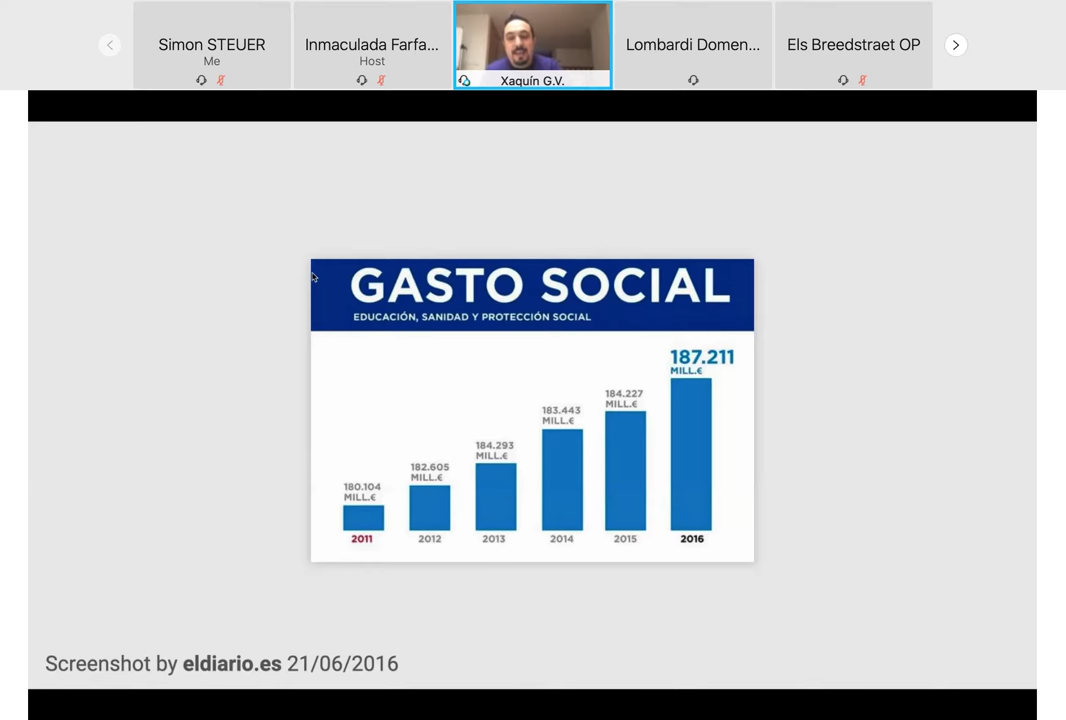 Simon STEUER
Me
Inmaculada Farfa...
Host
Xaquín G.V.
Lombardi Domen...
Els Breedstraet OP
GASTO SOCIAL
EDUCACIÓN, SANIDAD Y PROTECCIÓN SOCIAL
180.104
MILL.€
182.605
MILL.€
184.293
MILL.€
183.443
MILL.€
184.227
MILL.€
187.211
MILL.€
2011
2012
2013
2014
2015
2016
Screenshot by eldiario.es 21/06/2016